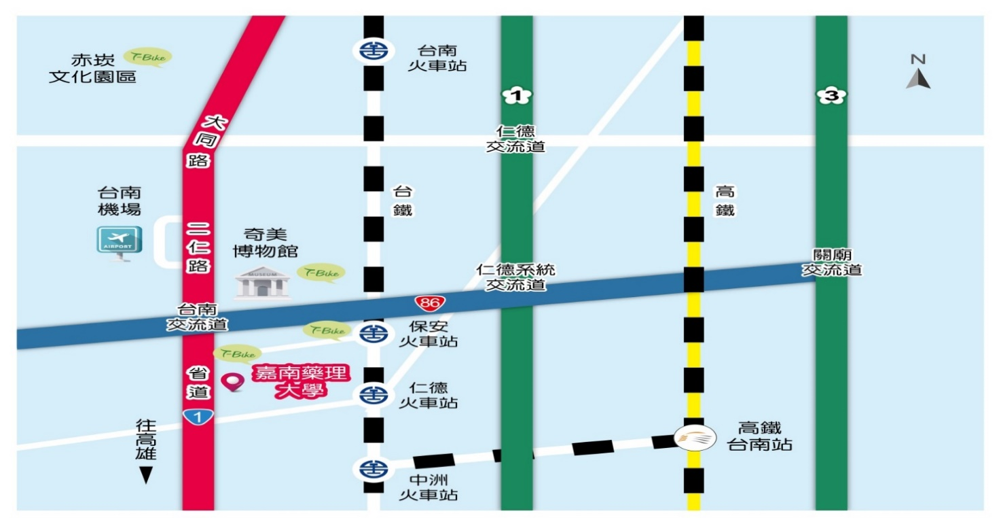 赤崁
文化園區
T-Bike
台南
火車站
N
1
3
大同路
仁德
交流道
台南
機場
AIRPORT
二仁路
台鐵
高鐵
奇美
博物館
MUSEUM
T-Bike
仁德系統
交流道
關廟
交流道
86
台南
交流道
T-Bike
保安
火車站
T-Bike
嘉南藥理
大學
省道
1
仁德
火車站
往高雄
高鐵
台南站
中洲
火車站